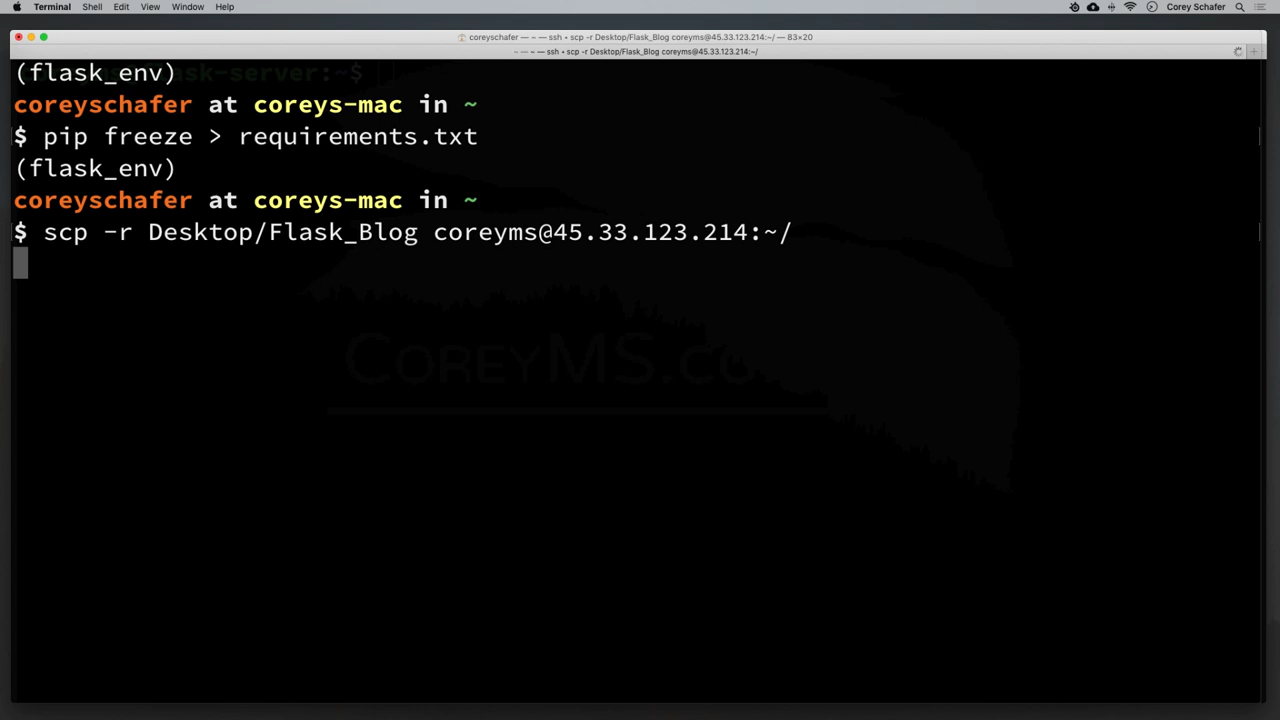 Terminal Shell Edit View Window Help Corey Schafer
coreyschafer — ~ — ssh • scp -r Desktop/Flask_Blog coreyms@45.33.123.214:~/ — 83×20
~ — ~ — ssh • scp -r Desktop/Flask_Blog coreyms@45.33.123.214:~/
(flask_env)
coreyschafer at coreys-mac in ~
$ pip freeze > requirements.txt
(flask_env)
coreyschafer at coreys-mac in ~
$ scp -r Desktop/Flask_Blog coreyms@45.33.123.214:~/
CoreyMS.co